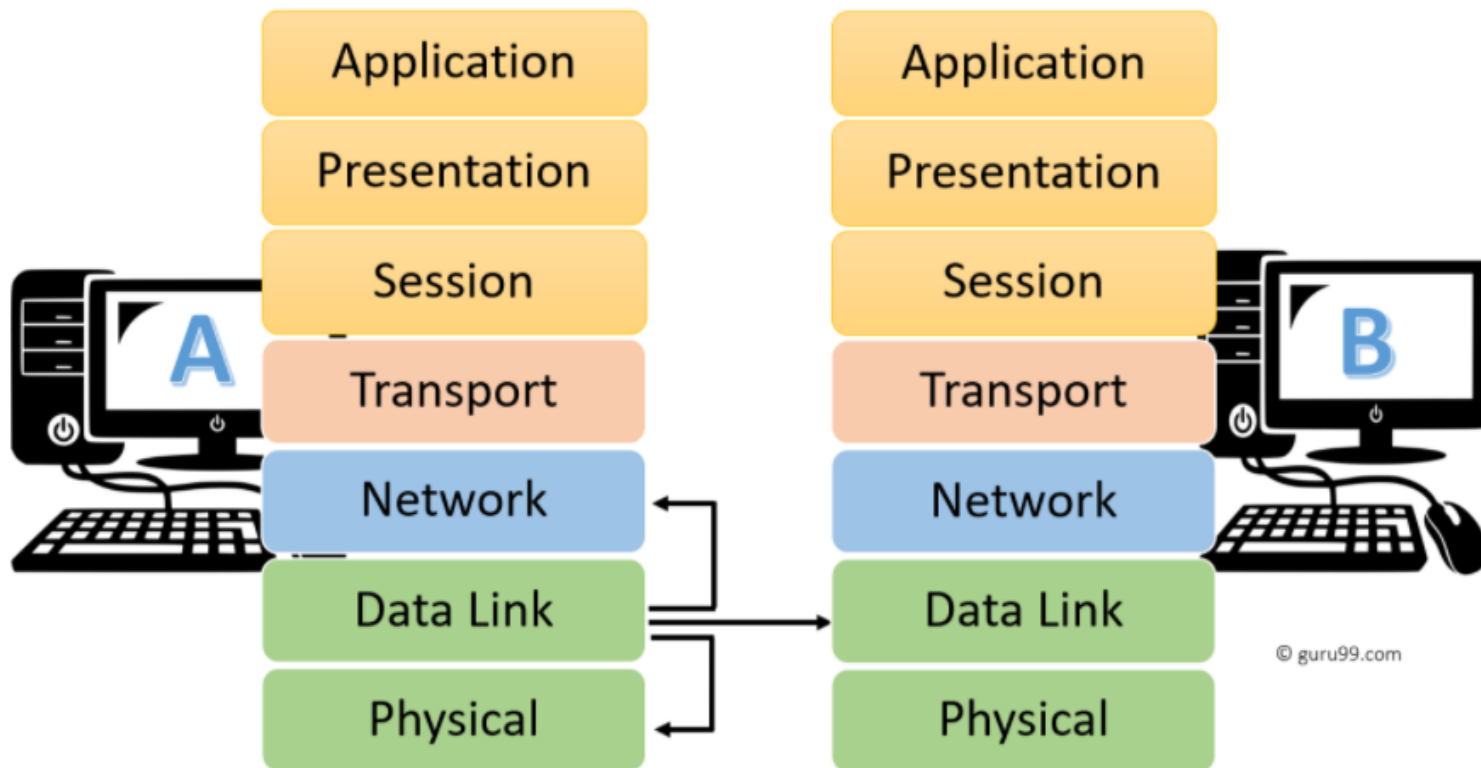 Application
Presentation
Session
Transport
Network
Data Link
Physical
A
Application
Presentation
Session
Transport
Network
Data Link
Physical
B
© guru99.com